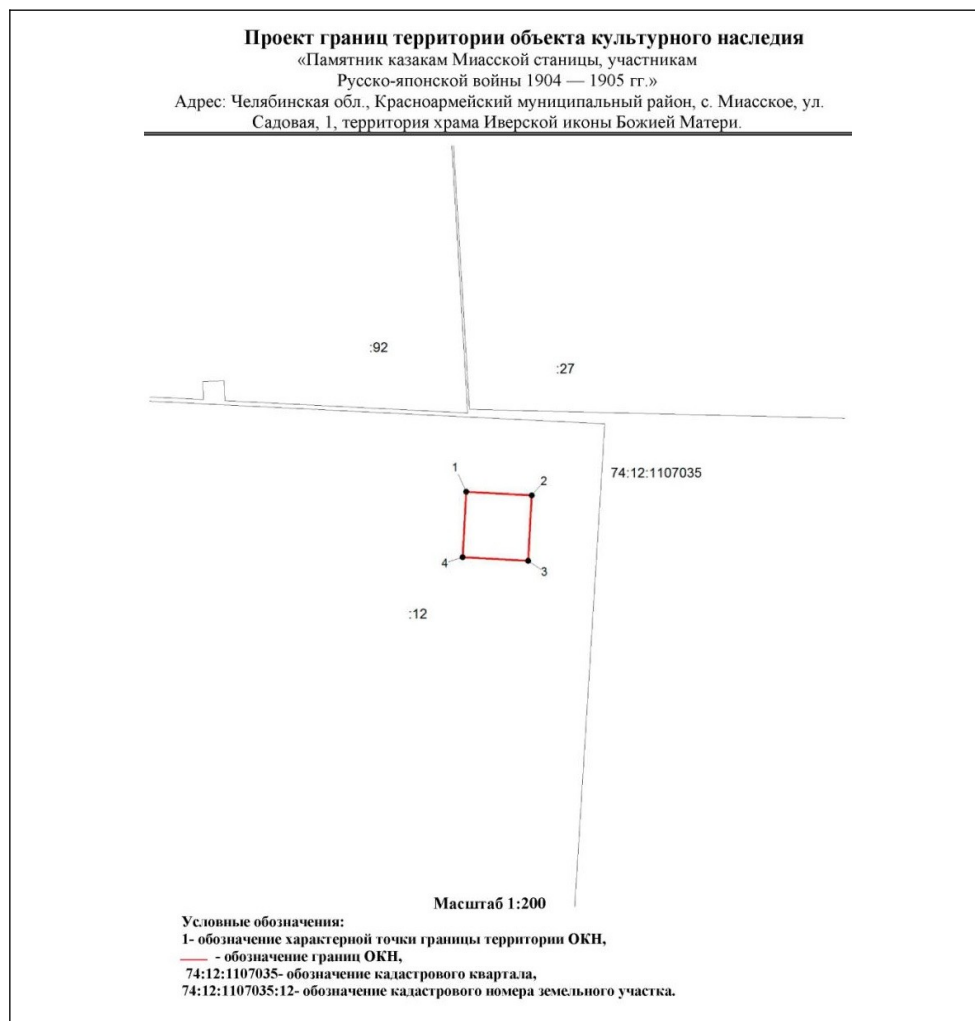 Проект границ территории объекта культурного наследия
«Памятник казакам Миасской станицы, участникам
Русско-японской войны 1904 — 1905 гг.»
Адрес: Челябинская обл., Красноармейский муниципальный район, с. Миасское, ул.
Садовая, 1, территория храма Иверской иконы Божией Матери.
:92
:27
1
2
74:12:1107035
4
3
:12
Масштаб 1:200
Условные обозначения:
1- обозначение характерной точки границы территории ОКН,
- обозначение границ ОКН,
74:12:1107035- обозначение кадастрового квартала,
74:12:1107035:12- обозначение кадастрового номера земельного участка.